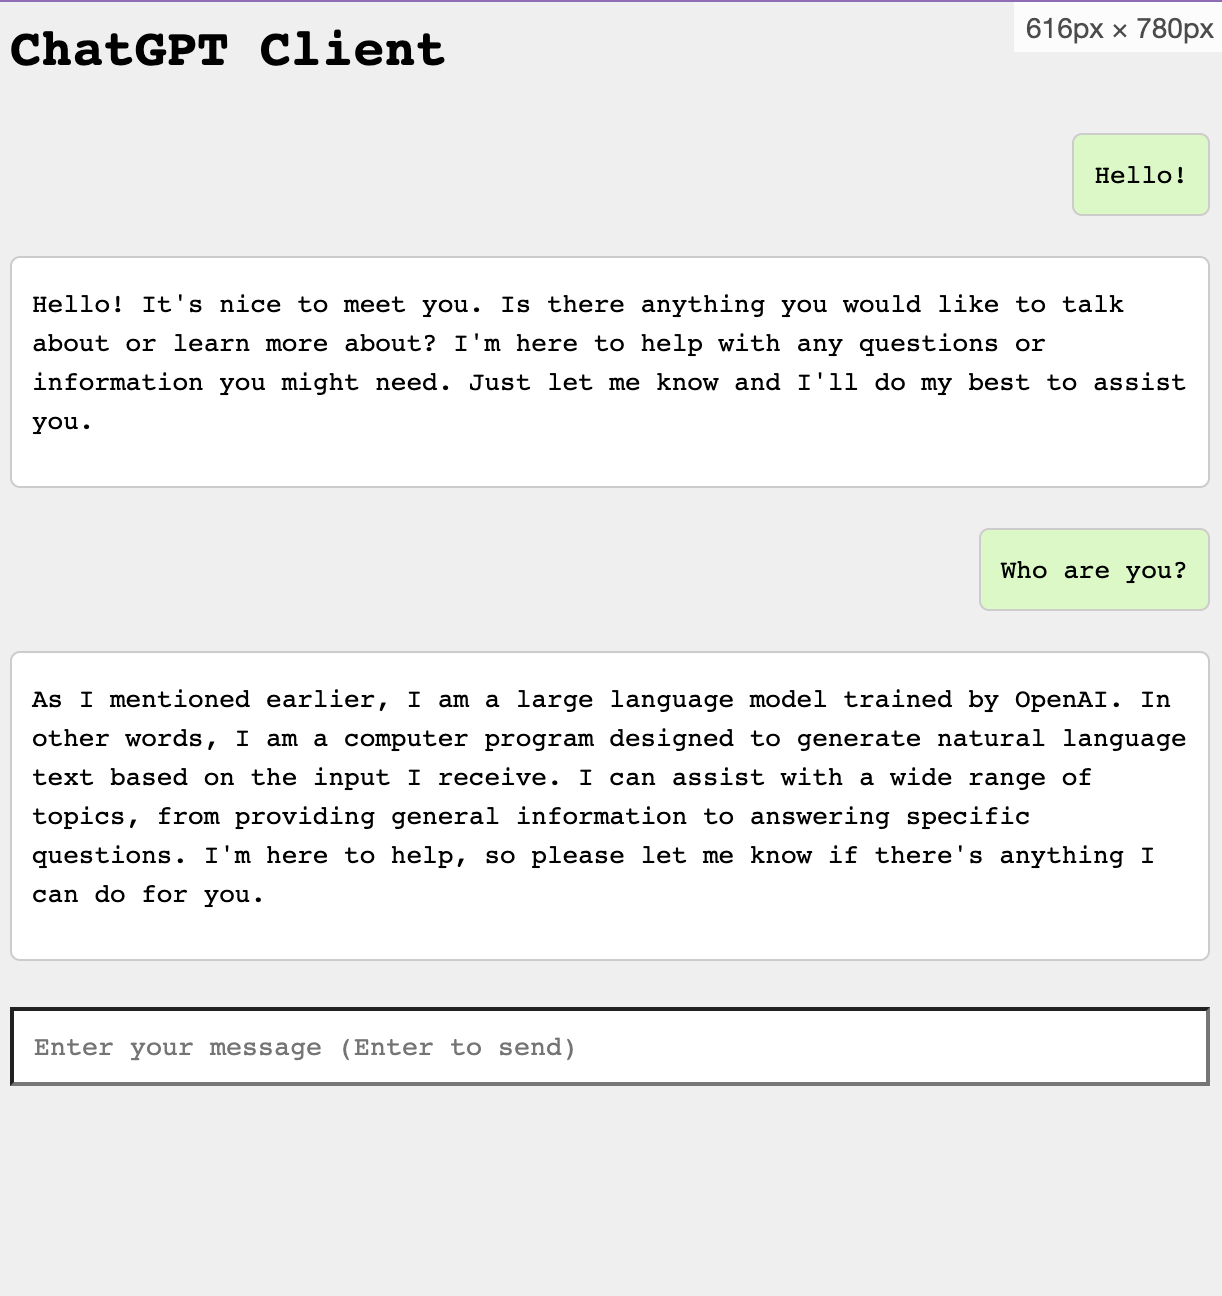 ChatGPT Client
616px × 780px
Hello!
Hello! It's nice to meet you. Is there anything you would like to talk
about or learn more about? I'm here to help with any questions or
information you might need. Just let me know and I'll do my best to assist
you.
Who are you?
As I mentioned earlier, I am a large language model trained by OpenAI. In
other words, I am a computer program designed to generate natural language
text based on the input I receive. I can assist with a wide range of
topics, from providing general information to answering specific
questions. I'm here to help, so please let me know if there's anything I
can do for you.
Enter your message (Enter to send)